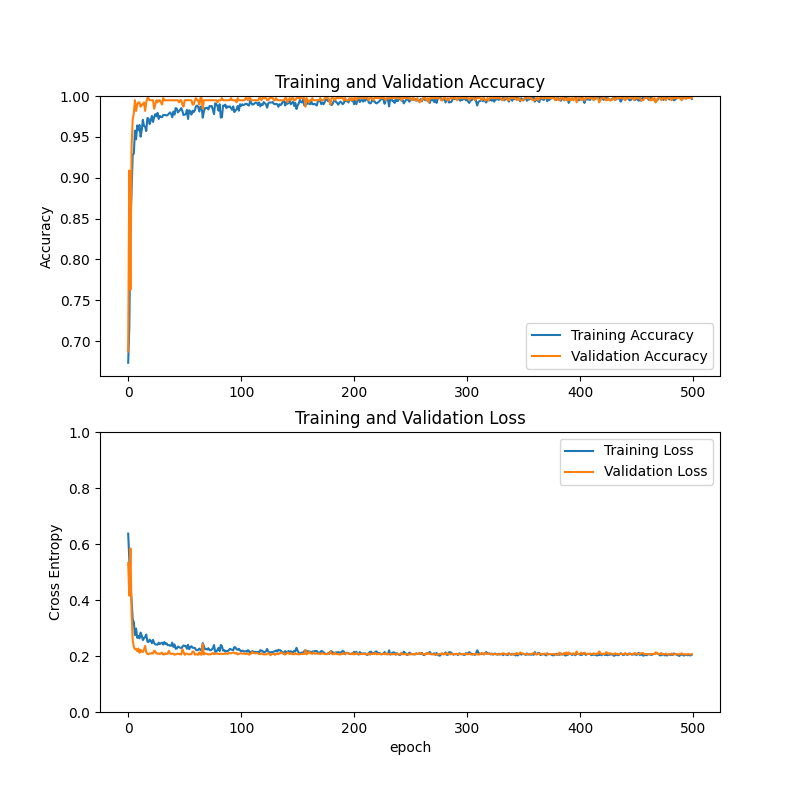 Training and Validation Accuracy
1.00
0.95
0.90
0.85
0.80
0.75
0.70
Accuracy
Training Accuracy
Validation Accuracy
0 100 200 300 400 500
Training and Validation Loss
1.0
0.8
0.6
0.4
0.2
0.0
Cross Entropy
Training Loss
Validation Loss
0 100 200 300 400 500
epoch